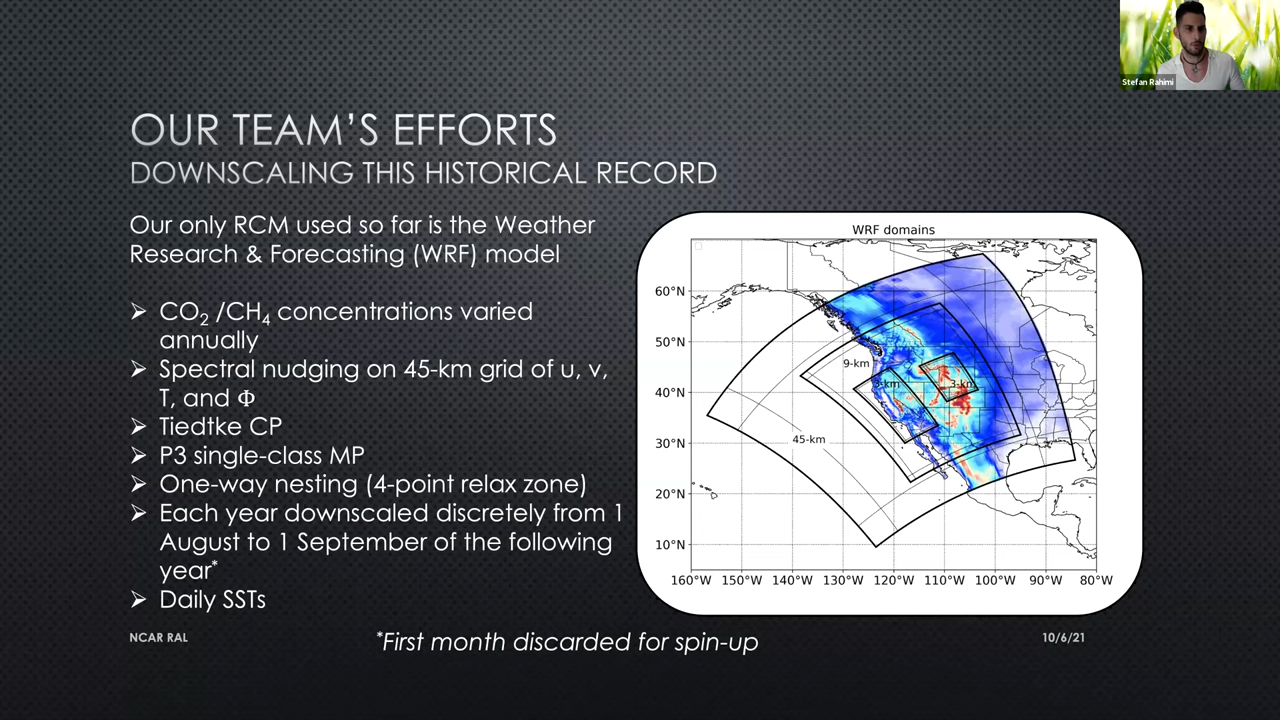 Stefan Rahimi
OUR TEAM'S EFFORTS
DOWNSCALING THIS HISTORICAL RECORD
Our only RCM used so far is the Weather
Research & Forecasting (WRF) model
➢ CO₂ /CH₄ concentrations varied
annually
➢ Spectral nudging on 45-km grid of u, v,
T, and Φ
➢ Tiedtke CP
➢ P3 single-class MP
➢ One-way nesting (4-point relax zone)
➢ Each year downscaled discretely from 1
August to 1 September of the following
year*
➢ Daily SSTs
WRF domains
60°N
50°N
40°N
30°N
20°N
10°N
9-km
3-km
3-km
45-km
160°W 150°W 140°W 130°W 120°W 110°W 100°W 90°W 80°W
NCAR RAL
*First month discarded for spin-up
10/6/21